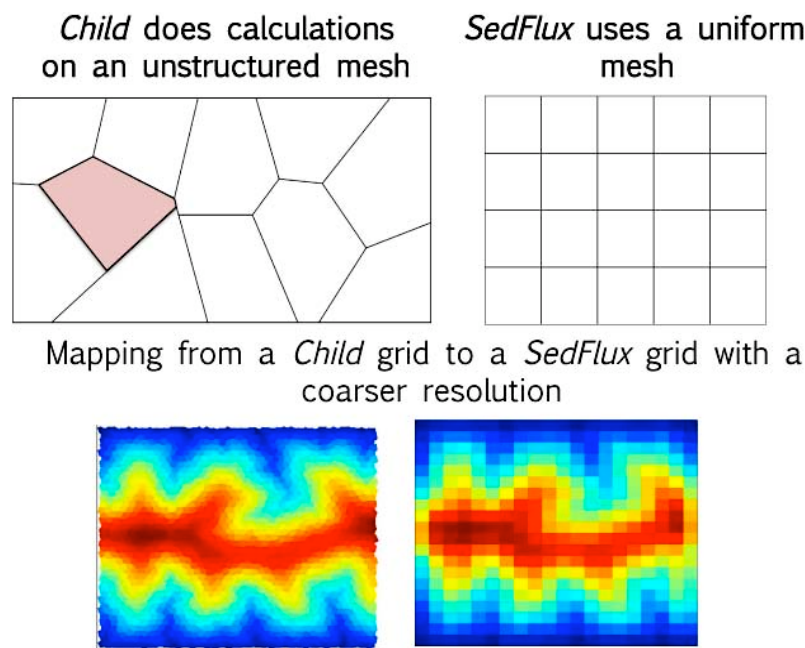 Child does calculations
on an unstructured mesh
SedFlux uses a uniform
mesh
Mapping from a Child grid to a SedFlux grid with a
coarser resolution